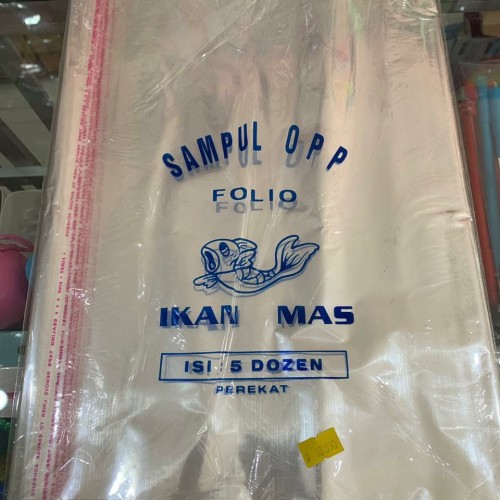 SAMPUL OPP
FOLIO
IKAN MAS
ISI : 5 DOZEN
PEREKAT